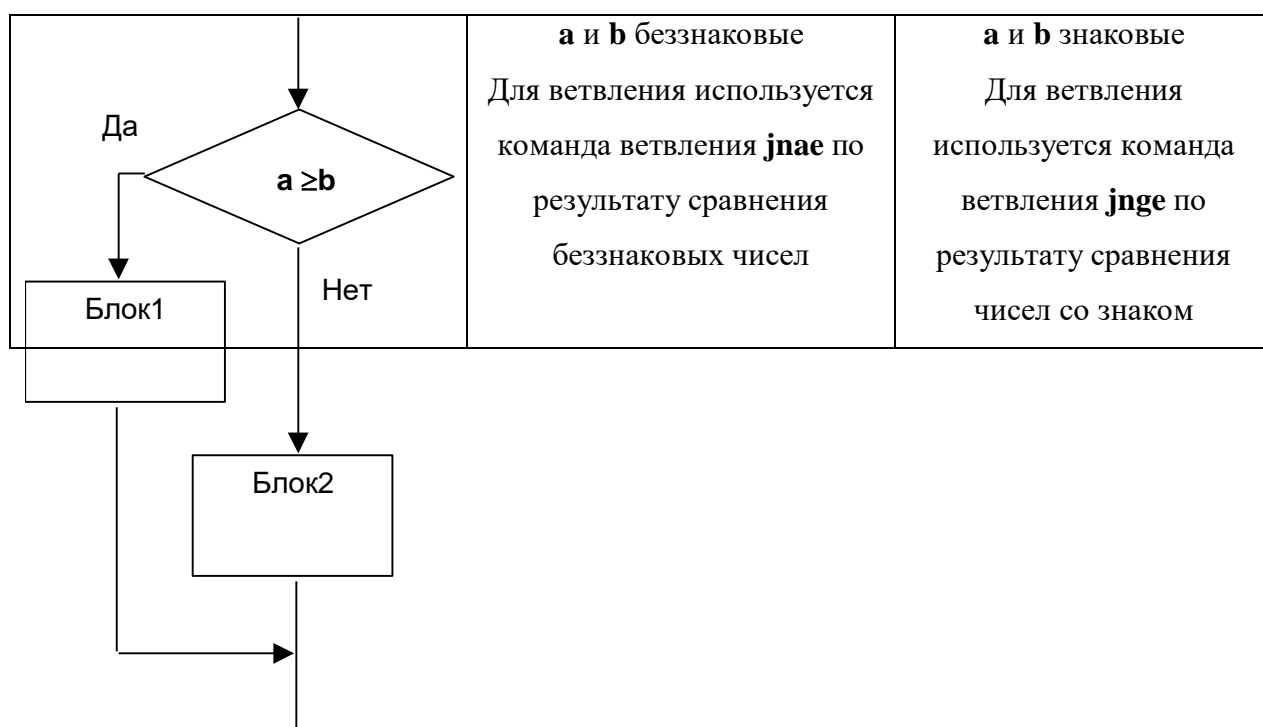 Да
a ≥b
Нет
Блок1
Блок2
a и b беззнаковые
Для ветвления используется
команда ветвления jnae по
результату сравнения
беззнаковых чисел
a и b знаковые
Для ветвления
используется команда
ветвления jnge по
результату сравнения
чисел со знаком